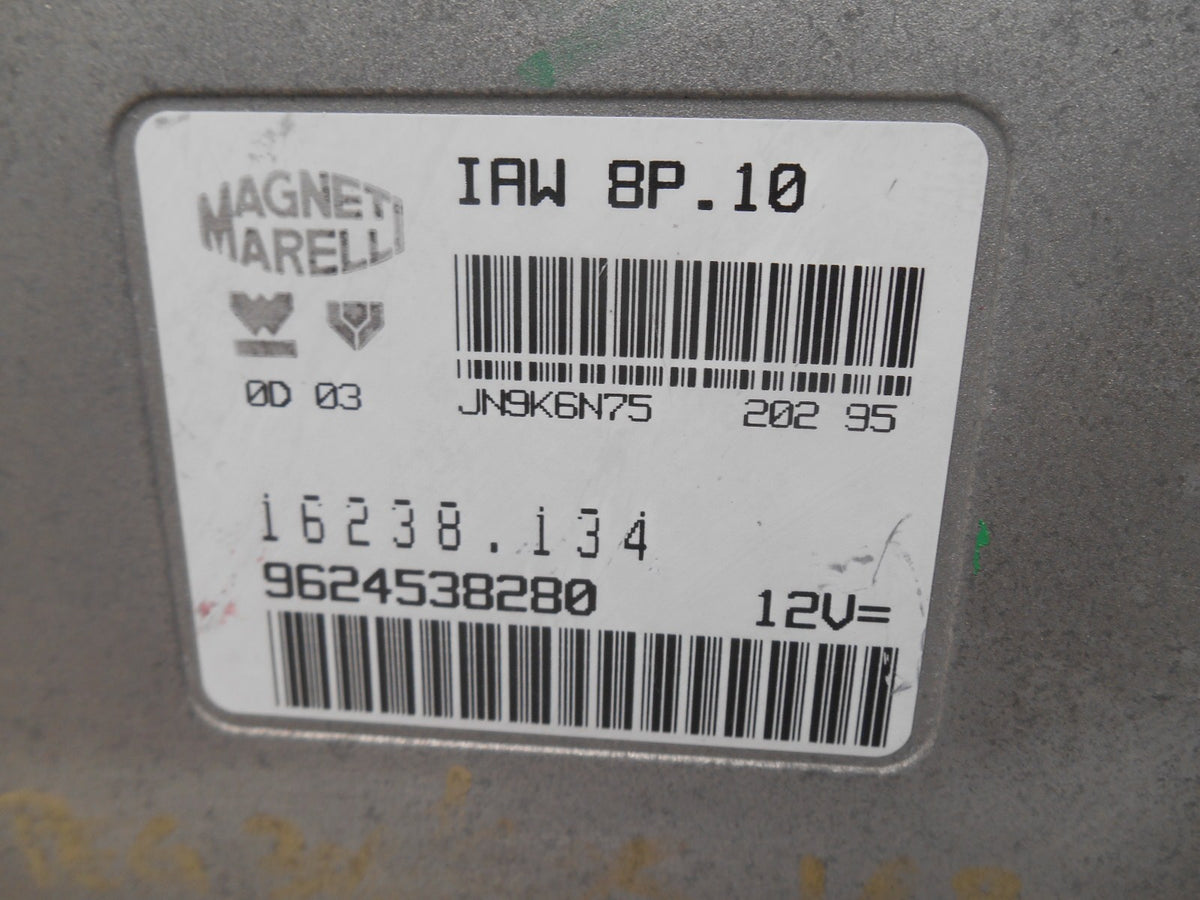 MAGNETI
MARELLI
IAW 8P.10
0D 03
JN9K6N75 202 95
16238.134
9624538280
12V=